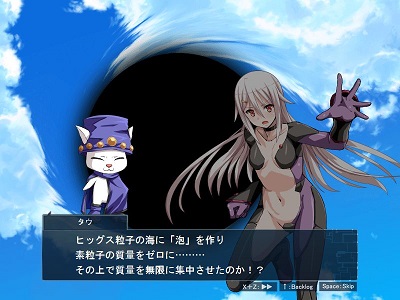 タウ
ヒッグス粒子の海に「泡」を作り
素粒子の質量をゼロに………
その上で質量を無限に集中させたのか！？
X+Z:▶▶ ↑:Backlog Space:Skip